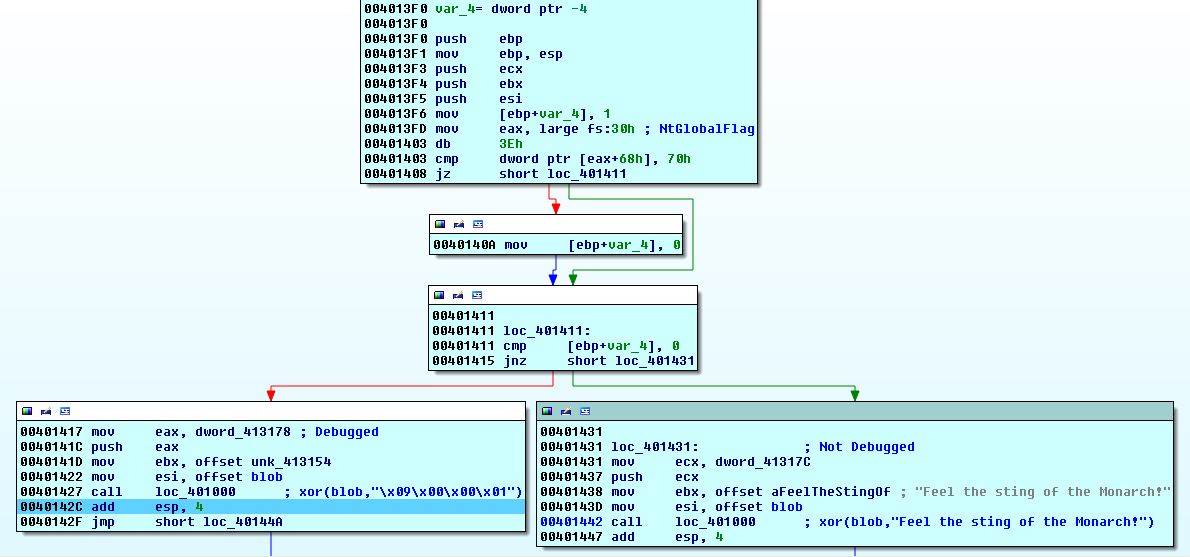 004013F0 var_4= dword ptr -4
004013F0
004013F0 push ebp
004013F1 mov ebp, esp
004013F3 push ecx
004013F4 push ebx
004013F5 push esi
004013F6 mov [ebp+var_4], 1
004013FD mov eax, large fs:30h ; NtGlobalFlag
00401403 db 3Eh
00401403 cmp dword ptr [eax+68h], 70h
00401408 jz short loc_401411
0040140A mov [ebp+var_4], 0
00401411
00401411 loc_401411:
00401411 cmp [ebp+var_4], 0
00401415 jnz short loc_401431
00401417 mov eax, dword_413178 ; Debugged
0040141C push eax
0040141D mov ebx, offset unk_413154
00401422 mov esi, offset blob
00401427 call loc_401000 ; xor(blob,"\x09\x00\x00\x01")
0040142C add esp, 4
0040142F jmp short loc_40144A
00401431
00401431 loc_401431: ; Not Debugged
00401431 mov ecx, dword_41317C
00401437 push ecx
00401438 mov ebx, offset aFeelTheStingOf ; "Feel the sting of the Monarch!"
0040143D mov esi, offset blob
00401442 call loc_401000 ; xor(blob,"Feel the sting of the Monarch!")
00401447 add esp, 4